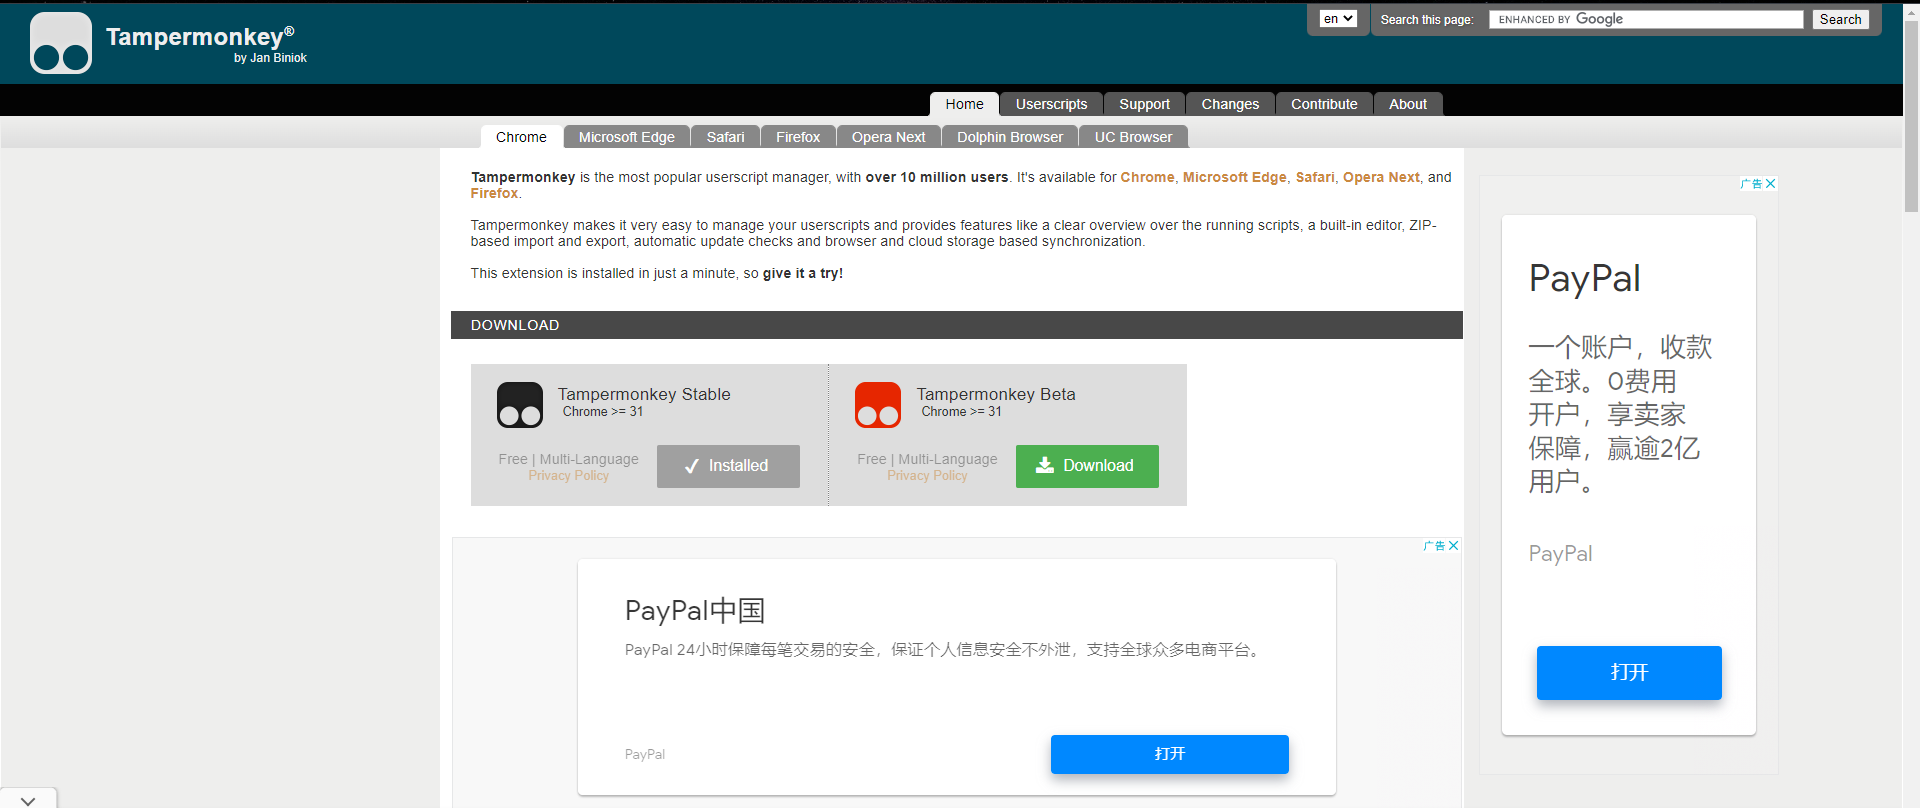 Tampermonkey®
by Jan Biniok
en
Search this page:
ENHANCED BY Google
Search
Home
Userscripts
Support
Changes
Contribute
About
Chrome
Microsoft Edge
Safari
Firefox
Opera Next
Dolphin Browser
UC Browser
Tampermonkey is the most popular userscript manager, with over 10 million users. It's available for Chrome, Microsoft Edge, Safari, Opera Next, and
Firefox.
Tampermonkey makes it very easy to manage your userscripts and provides features like a clear overview over the running scripts, a built-in editor, ZIP-
based import and export, automatic update checks and browser and cloud storage based synchronization.
This extension is installed in just a minute, so give it a try!
DOWNLOAD
Tampermonkey Stable
Chrome >= 31
Free | Multi-Language
Privacy Policy
Installed
Tampermonkey Beta
Chrome >= 31
Free | Multi-Language
Privacy Policy
Download
广告
PayPal中国
PayPal 24小时保障每笔交易的安全，保证个人信息安全不外泄，支持全球众多电商平台。
PayPal
打开
广告
PayPal
一个账户，收款
全球。0费用
开户，享卖家
保障，赢逾2亿
用户。
PayPal
打开